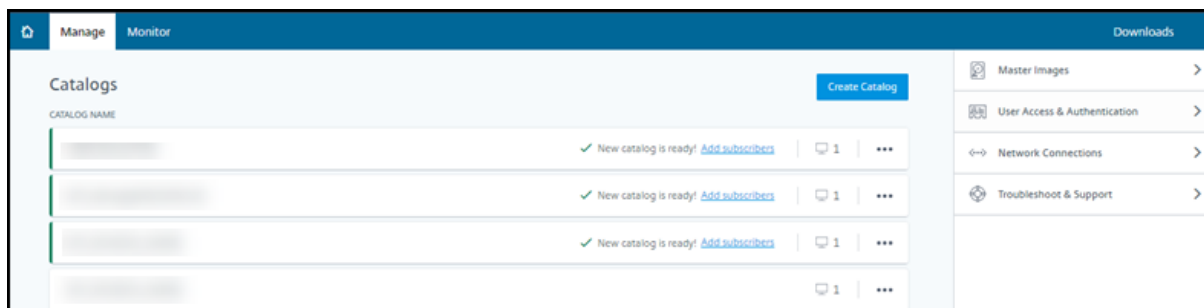 Manage Monitor Downloads
Catalogs
Create Catalog
CATALOG NAME
New catalog is ready! Add subscribers 1
New catalog is ready! Add subscribers 1
New catalog is ready! Add subscribers 1
1
Master Images
User Access & Authentication
Network Connections
Troubleshoot & Support